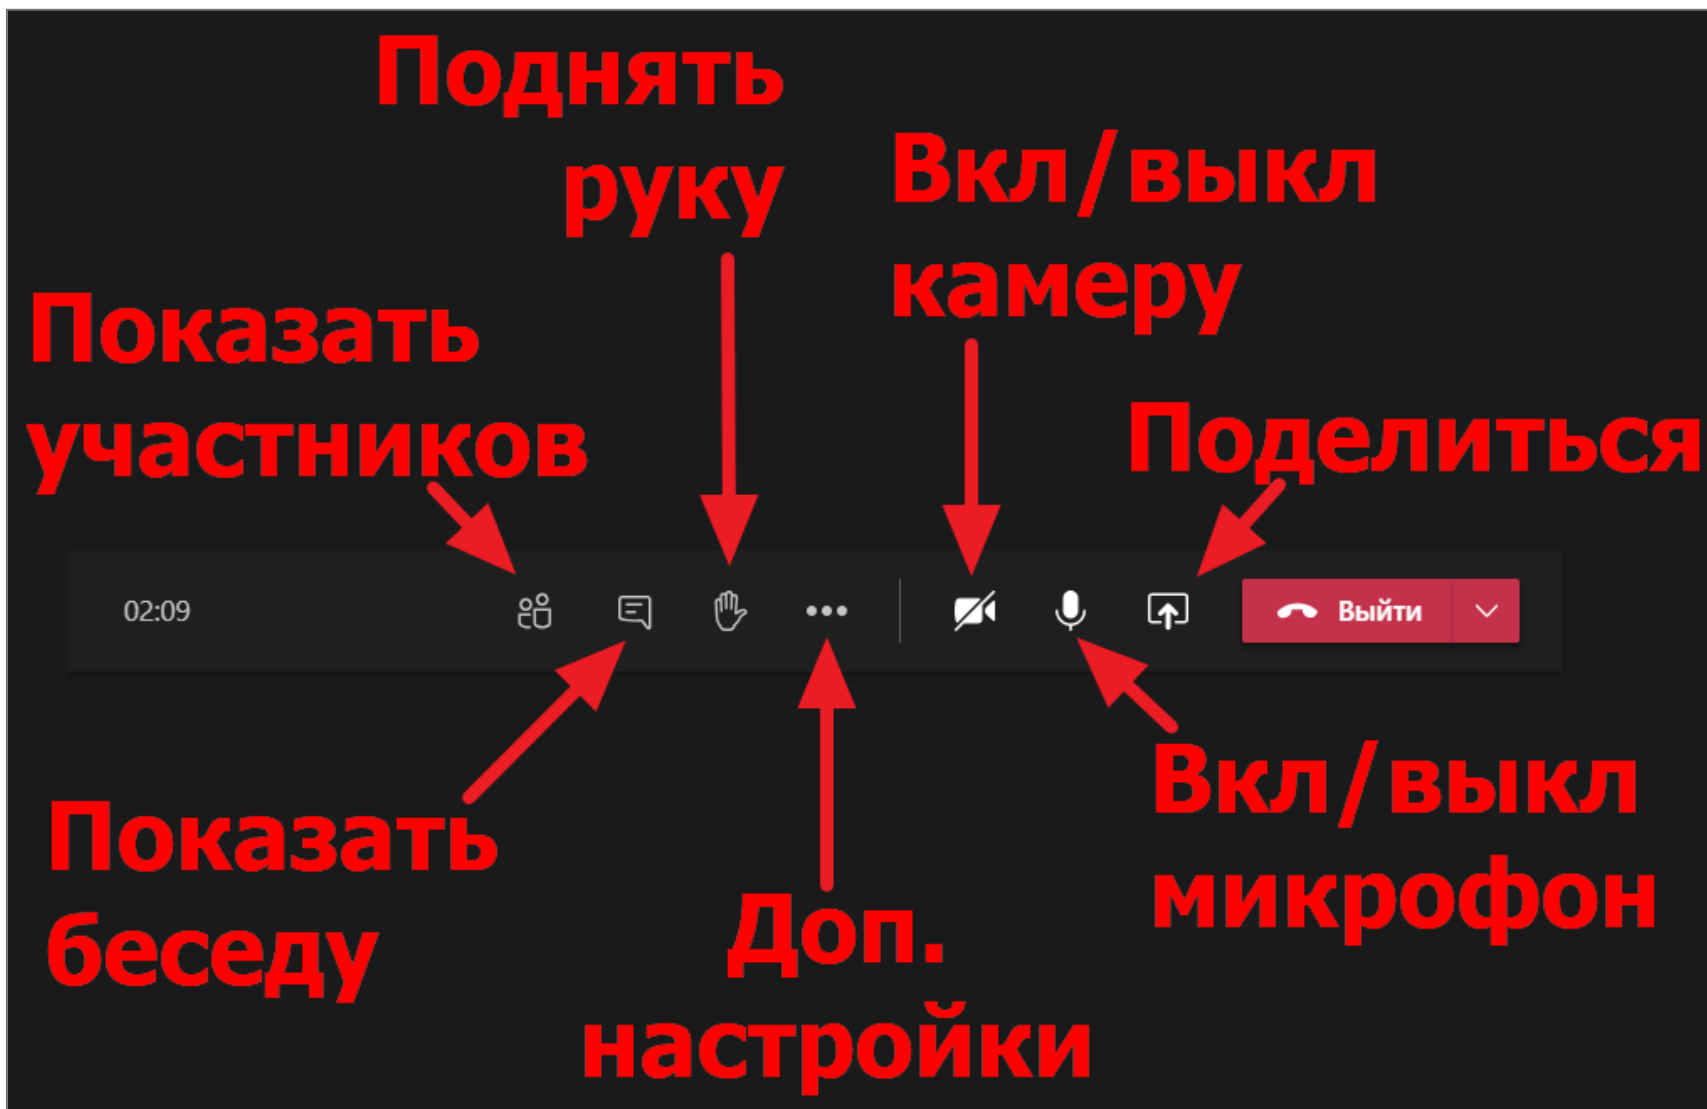 Поднять
руку
Вкл/выкл
камеру
Показать
участников
Поделиться
02:09
Выйти
Показать
беседу
Доп.
настройки
Вкл/выкл
микрофон